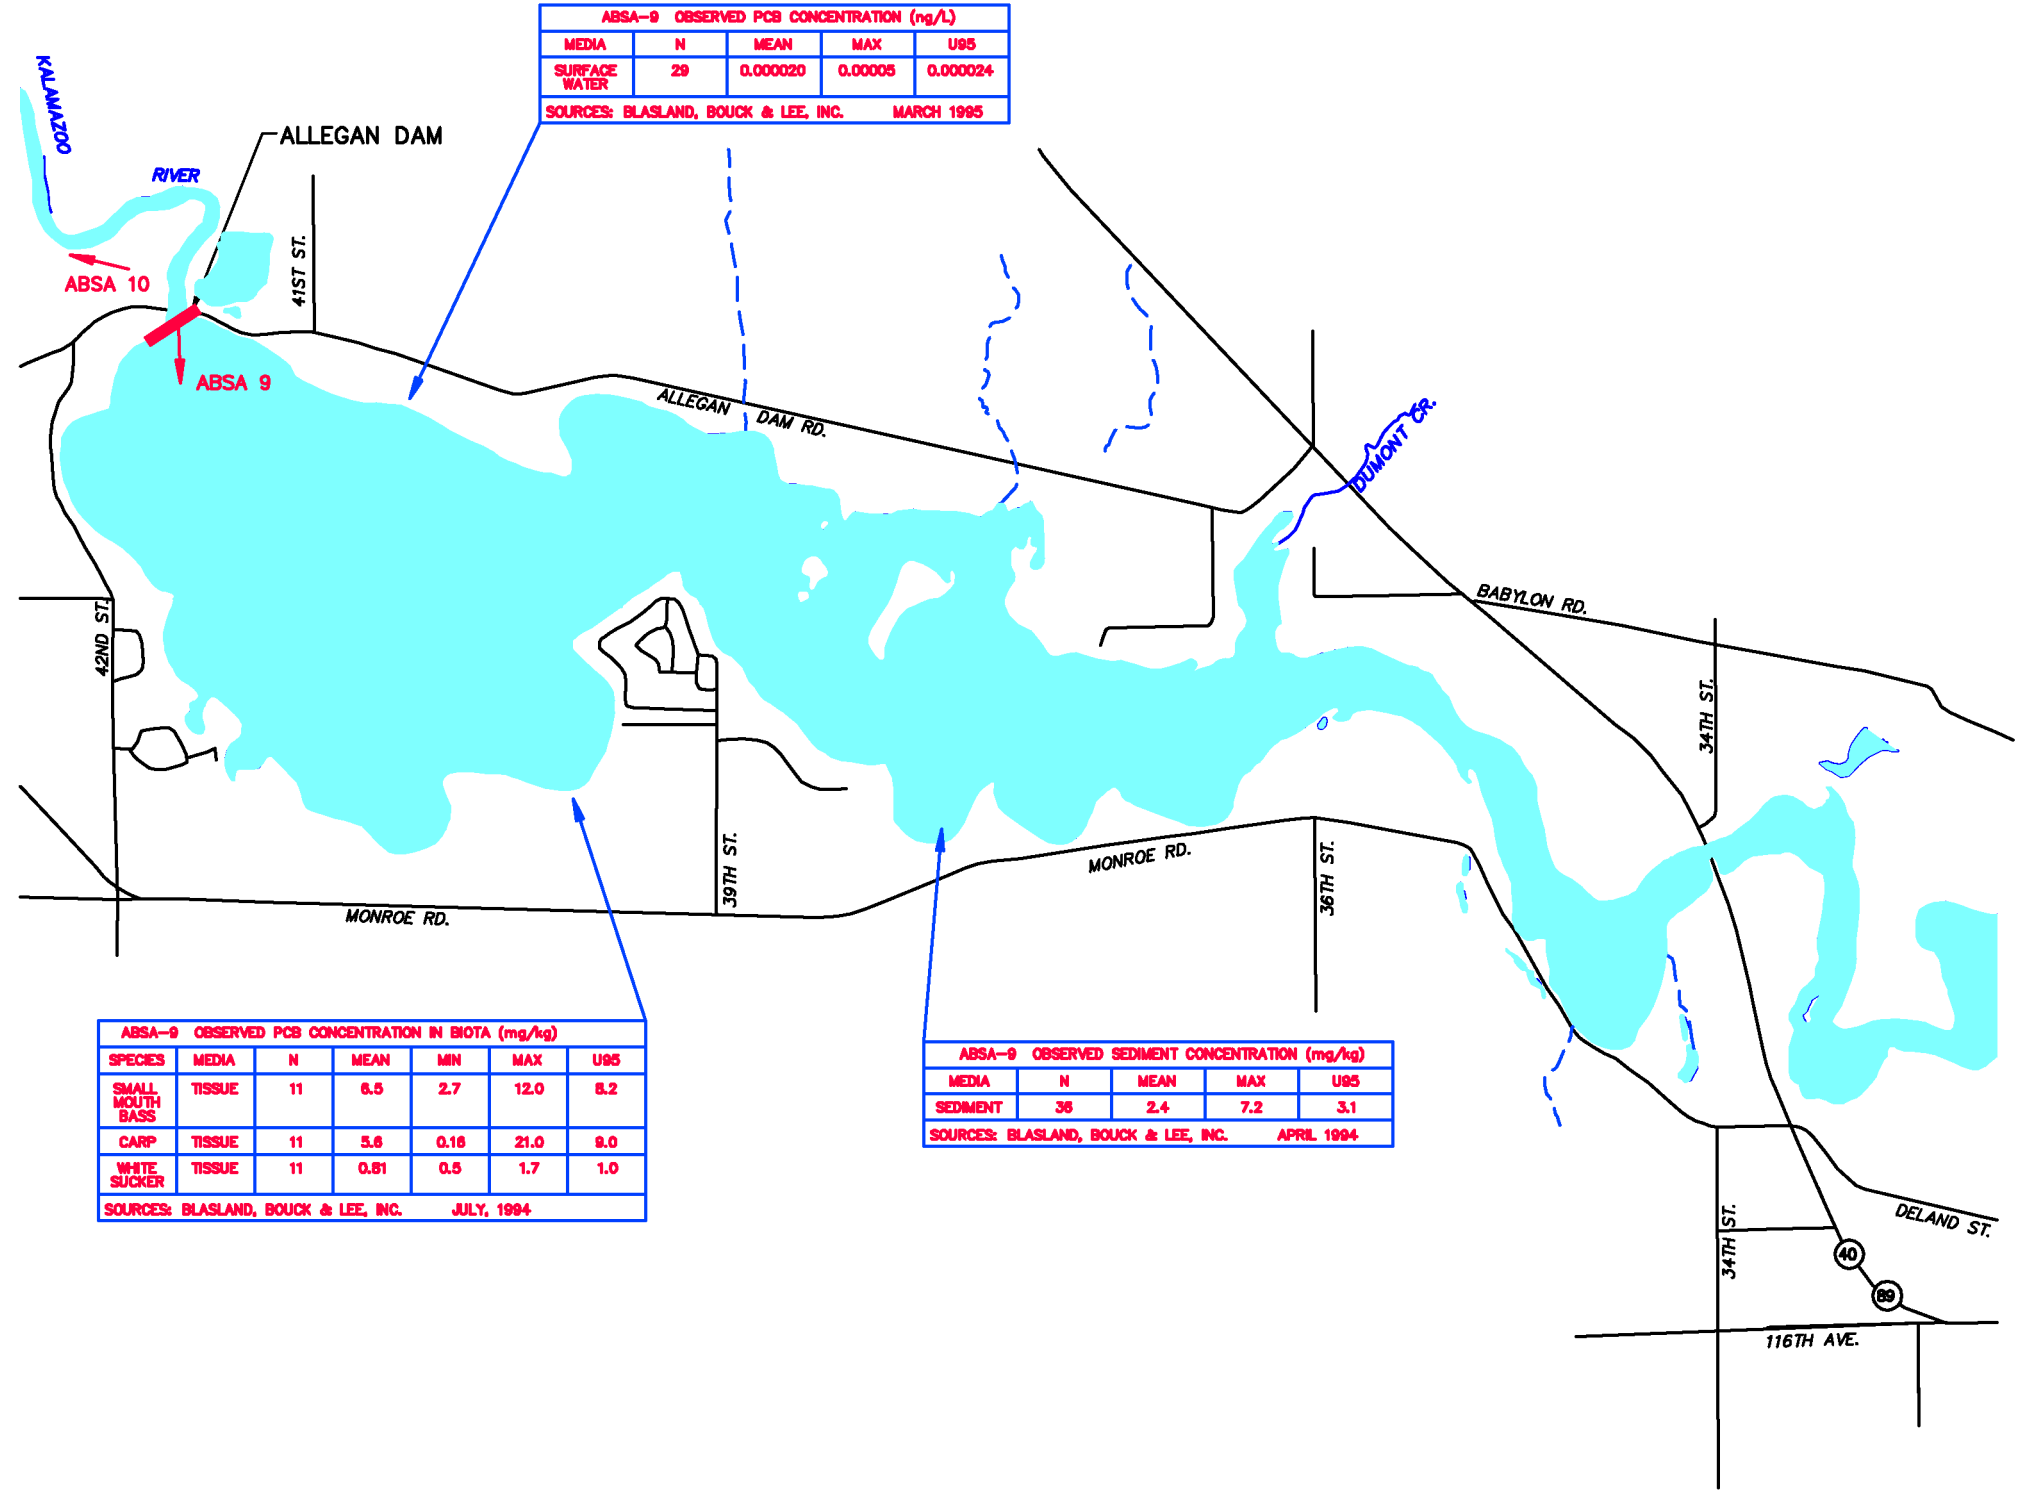 ABSA-9 OBSERVED PCB CONCENTRATION (ng/L)
MEDIA N MEAN MAX U95
SURFACE WATER 29 0.000020 0.00005 0.000024
SOURCES: BLASLAND, BOUCK & LEE, INC. MARCH 1995
KALAMAZOO
RIVER
ALLEGAN DAM
41ST ST.
ABSA 10
ABSA 9
ALLEGAN DAM RD.
DUMONT CR.
BABYLON RD.
42ND ST.
34TH ST.
39TH ST.
MONROE RD.
36TH ST.
MONROE RD.
ABSA-9 OBSERVED PCB CONCENTRATION IN BIOTA (mg/kg)
SPECIES MEDIA N MEAN MIN MAX U95
SMALL MOUTH BASS TISSUE 11 6.5 2.7 12.0 8.2
CARP TISSUE 11 5.6 0.16 21.0 9.0
WHITE SUCKER TISSUE 11 0.81 0.5 1.7 1.0
SOURCES: BLASLAND, BOUCK & LEE, INC. JULY, 1994
ABSA-9 OBSERVED SEDIMENT CONCENTRATION (mg/kg)
MEDIA N MEAN MAX U95
SEDIMENT 36 2.4 7.2 3.1
SOURCES: BLASLAND, BOUCK & LEE, INC. APRIL 1994
DELAND ST.
34TH ST.
40
89
116TH AVE.